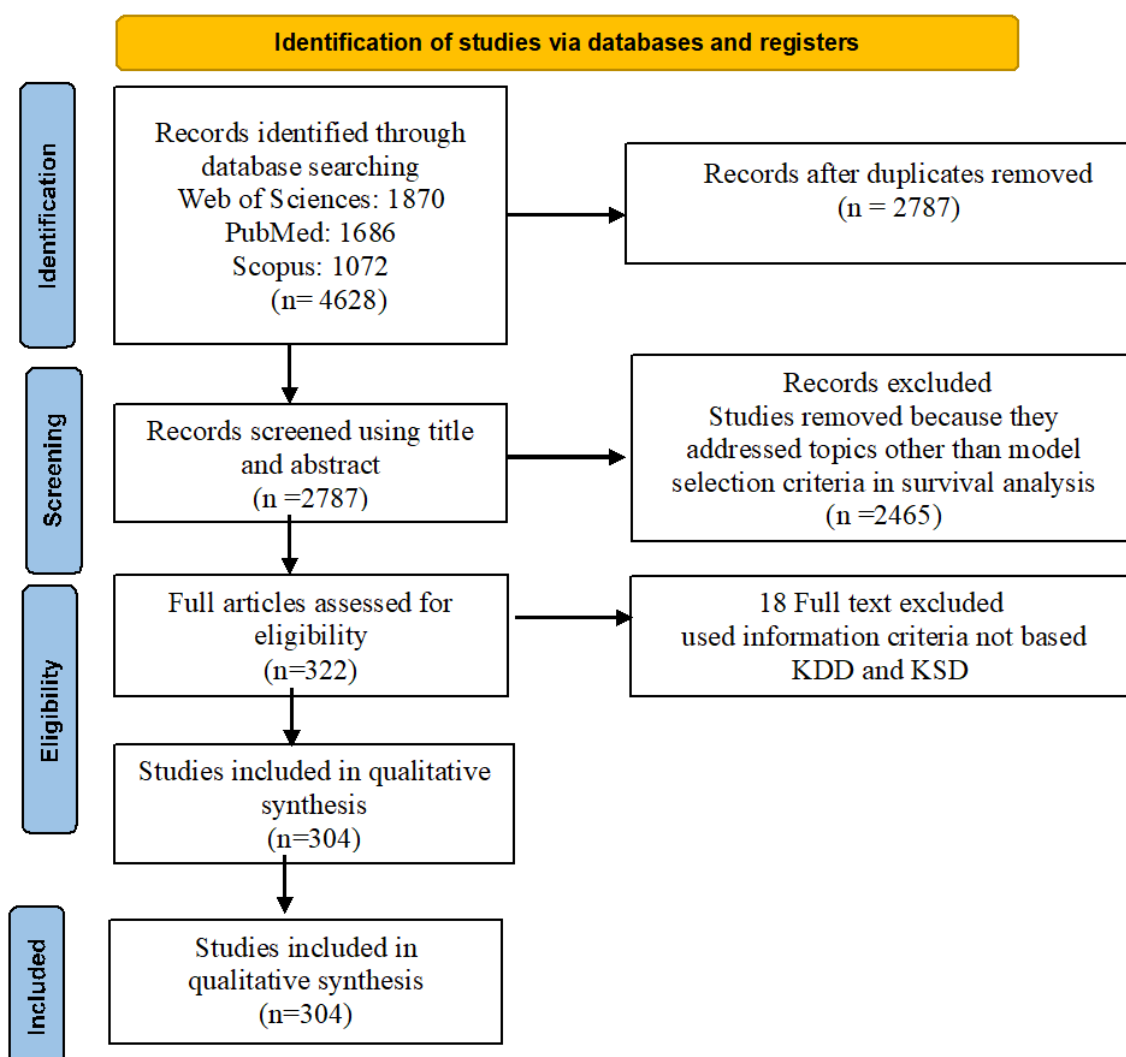 Identification of studies via databases and registers
Identification
Records identified through
database searching
Web of Sciences: 1870
PubMed: 1686
Scopus: 1072
(n= 4628)
Records after duplicates removed
(n = 2787)
Screening
Records screened using title
and abstract
(n =2787)
Records excluded
Studies removed because they
addressed topics other than model
selection criteria in survival analysis
(n =2465)
Eligibility
Full articles assessed for
eligibility
(n=322)
18 Full text excluded
used information criteria not based
KDD and KSD
Studies included in qualitative
synthesis
(n=304)
Included
Studies included in
qualitative synthesis
(n=304)